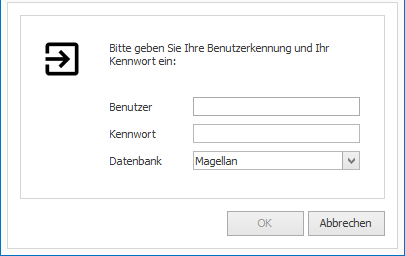 Bitte geben Sie Ihre Benutzerkennung und Ihr
Kennwort ein:
Benutzer
Kennwort
Datenbank Magellan
OK Abbrechen